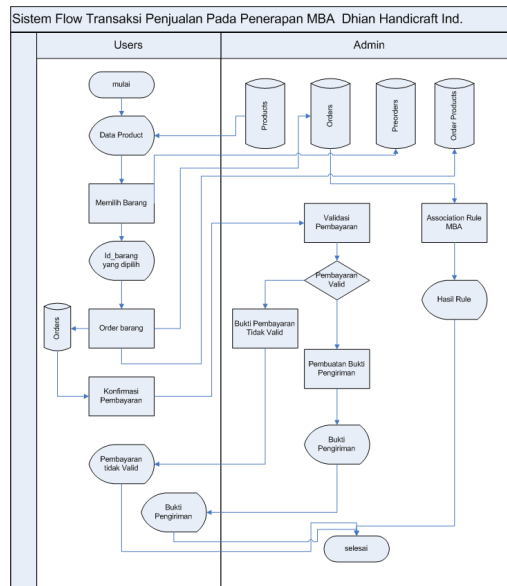 Sistem Flow Transaksi Penjualan Pada Penerapan MBA Dhian Handicraft Ind.
Users
Admin
mulai
Data Product
Products
Orders
Preorders
Order Products
Memilih Barang
Validasi
Pembayaran
Association Rule
MBA
Id_barang
yang dipilih
Pembayaran
Valid
Hasil Rule
Orders
Order barang
Bukti Pembayaran
Tidak Valid
Konfirmasi
Pembayaran
Pembuatan Bukti
Pengiriman
Bukti
Pengiriman
Pembayaran
tidak Valid
Bukti
Pengiriman
selesai